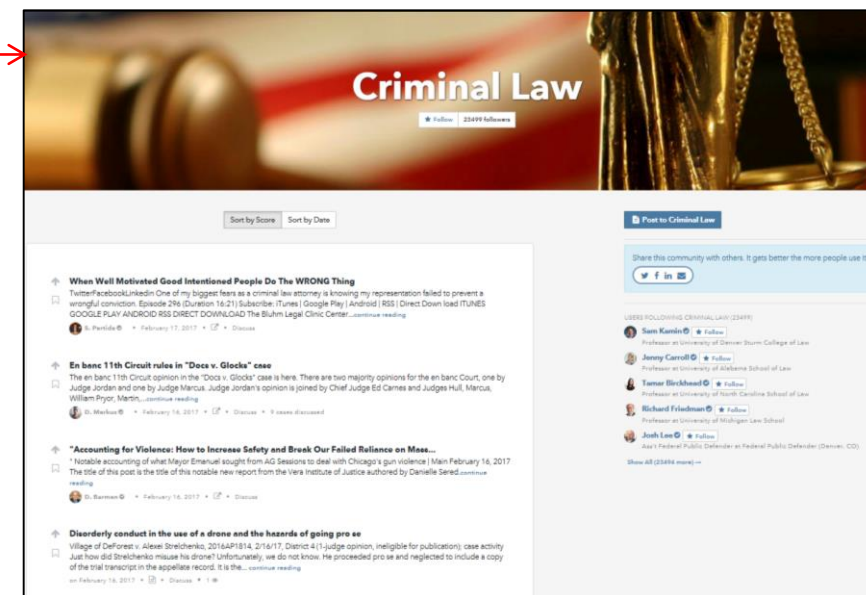 Criminal Law
Follow 23499 followers
Sort by Score Sort by Date
When Well Motivated Good Intentioned People Do The WRONG Thing
TwitterFacebookLinkedin One of my biggest fears as a criminal law attorney is knowing my representation failed to prevent a
wrongful conviction. Episode 296 (Duration 16:21) Subscribe: iTunes | Google Play | Android | RSS | Direct Down load ITUNES
GOOGLE PLAY ANDROID RSS DIRECT DOWNLOAD The Bluhm Legal Clinic Center...continue reading
S. Partida • February 17, 2017 • • Discuss
En banc 11th Circuit rules in "Docs v. Glocks" case
The en banc 11th Circuit opinion in the "Docs v. Glocks" case is here. There are two majority opinions for the en banc Court, one by
Judge Jordan and one by Judge Marcus. Judge Jordan's opinion is joined by Chief Judge Ed Carnes and Judges Hull, Marcus,
William Pryor, Martin,...continue reading
D. Markus • February 16, 2017 • • Discuss • 9 cases discussed
"Accounting for Violence: How to Increase Safety and Break Our Failed Reliance on Mass...
" Notable accounting of what Mayor Emanuel sought from AG Sessions to deal with Chicago's gun violence | Main February 16, 2017
The title of this post is the title of this notable new report from the Vera Institute of Justice authored by Danielle Sered.continue
reading
D. Berman • February 16, 2017 • • Discuss
Disorderly conduct in the use of a drone and the hazards of going pro se
Village of DeForest v. Alexei Strelchenko, 2016AP1814, 2/16/17, District 4 (1-judge opinion, ineligible for publication); case activity
Just how did Strelchenko misuse his drone? Unfortunately, we do not know. He proceeded pro se and neglected to include a copy
of the trial transcript in the appellate record. It is the... continue reading
on February 16, 2017 • • Discuss • 1
Post to Criminal Law
Share this community with others. It gets better the more people use it
USERS FOLLOWING CRIMINAL LAW (23499)
Sam Kamin Follow
Professor at University of Denver Sturm College of Law
Jenny Carroll Follow
Professor at University of Alabama School of Law
Tamar Birckhead Follow
Professor at University of North Carolina School of Law
Richard Friedman Follow
Professor at University of Michigan Law School
Josh Lee Follow
Ass't Federal Public Defender at Federal Public Defender (Denver, CO)
Show All (23494 more)